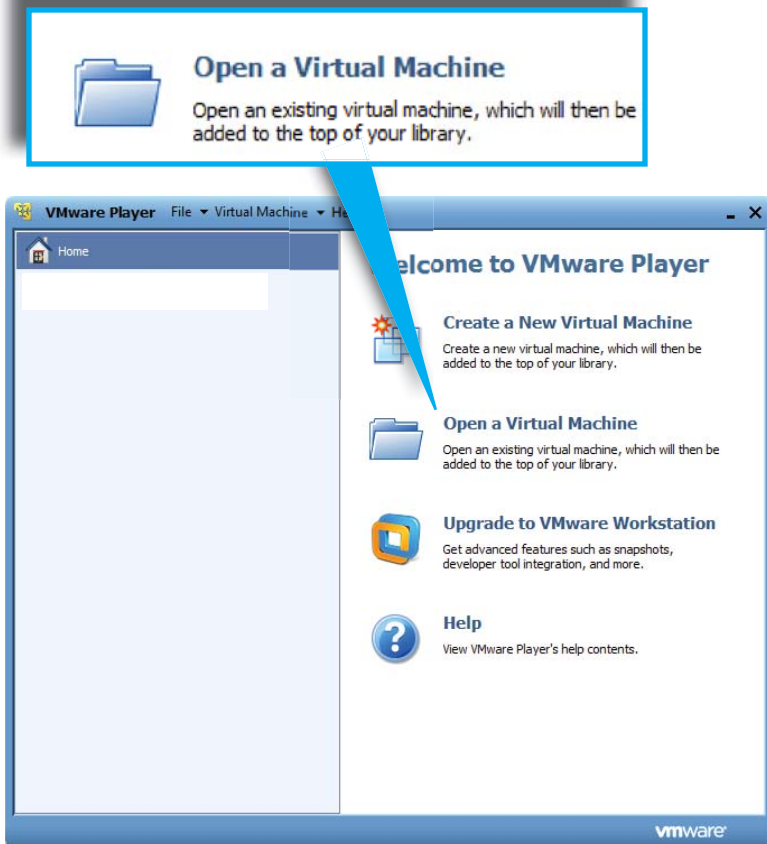 Open a Virtual Machine
Open an existing virtual machine, which will then be
added to the top of your library.
VMware Player File Virtual Machine
Home
Welcome to VMware Player
Create a New Virtual Machine
Create a new virtual machine, which will then be
added to the top of your library.
Open a Virtual Machine
Open an existing virtual machine, which will then be
added to the top of your library.
Upgrade to VMware Workstation
Get advanced features such as snapshots,
developer tool integration, and more.
Help
View VMware Player's help contents.
vmware